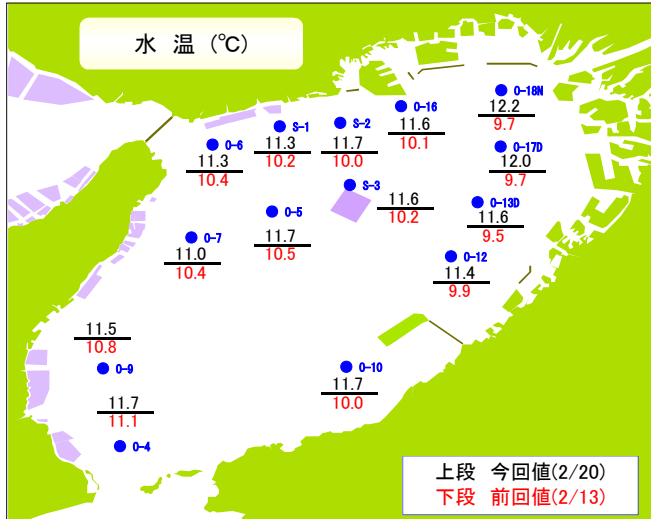 水 温 (℃)
O-18N
12.2
9.7
O-16
11.6
10.1
S-2
11.7
10.0
S-1
11.3
10.2
O-6
11.3
10.4
O-17D
12.0
9.7
S-3
11.6
10.2
O-13D
11.6
9.5
O-5
11.7
10.5
O-7
11.0
10.4
O-12
11.4
9.9
11.5
10.8
O-9
O-10
11.7
10.0
11.7
11.1
O-4
上段 今回値(2/20)
下段 前回値(2/13)